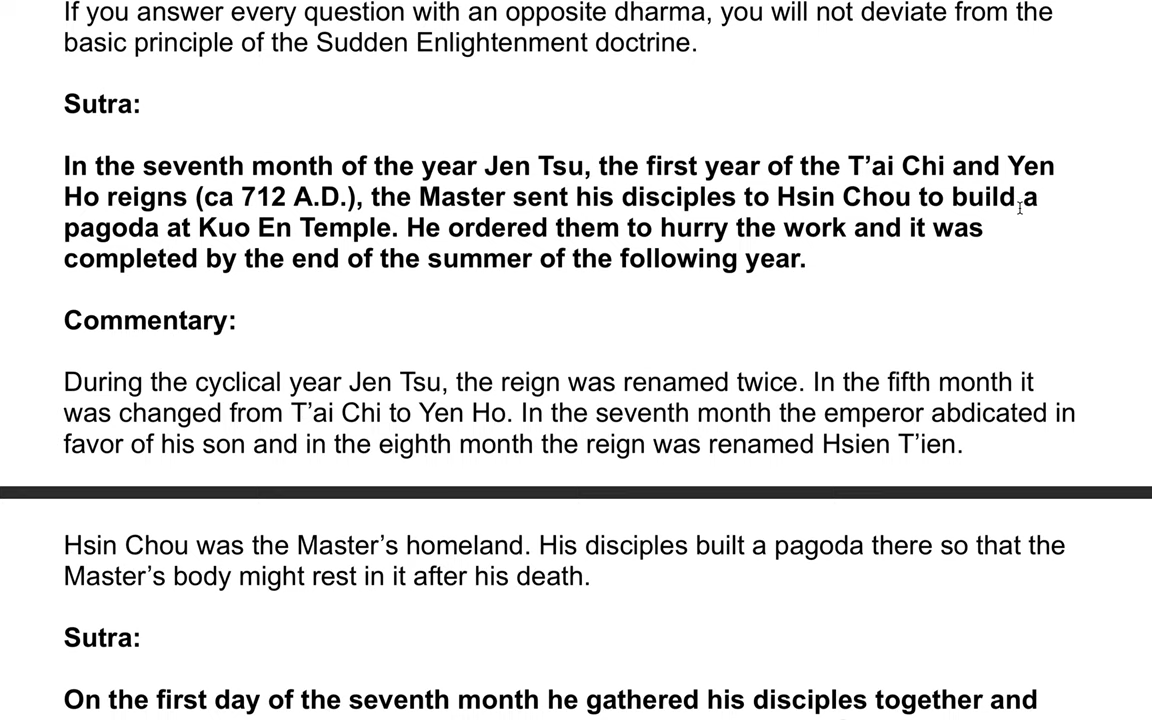 If you answer every question with an opposite dharma, you will not deviate from the
basic principle of the Sudden Enlightenment doctrine.
Sutra:
In the seventh month of the year Jen Tsu, the first year of the T’ai Chi and Yen
Ho reigns (ca 712 A.D.), the Master sent his disciples to Hsin Chou to build a
pagoda at Kuo En Temple. He ordered them to hurry the work and it was
completed by the end of the summer of the following year.
Commentary:
During the cyclical year Jen Tsu, the reign was renamed twice. In the fifth month it
was changed from T’ai Chi to Yen Ho. In the seventh month the emperor abdicated in
favor of his son and in the eighth month the reign was renamed Hsien T’ien.
Hsin Chou was the Master’s homeland. His disciples built a pagoda there so that the
Master’s body might rest in it after his death.
Sutra:
On the first day of the seventh month he gathered his disciples together and